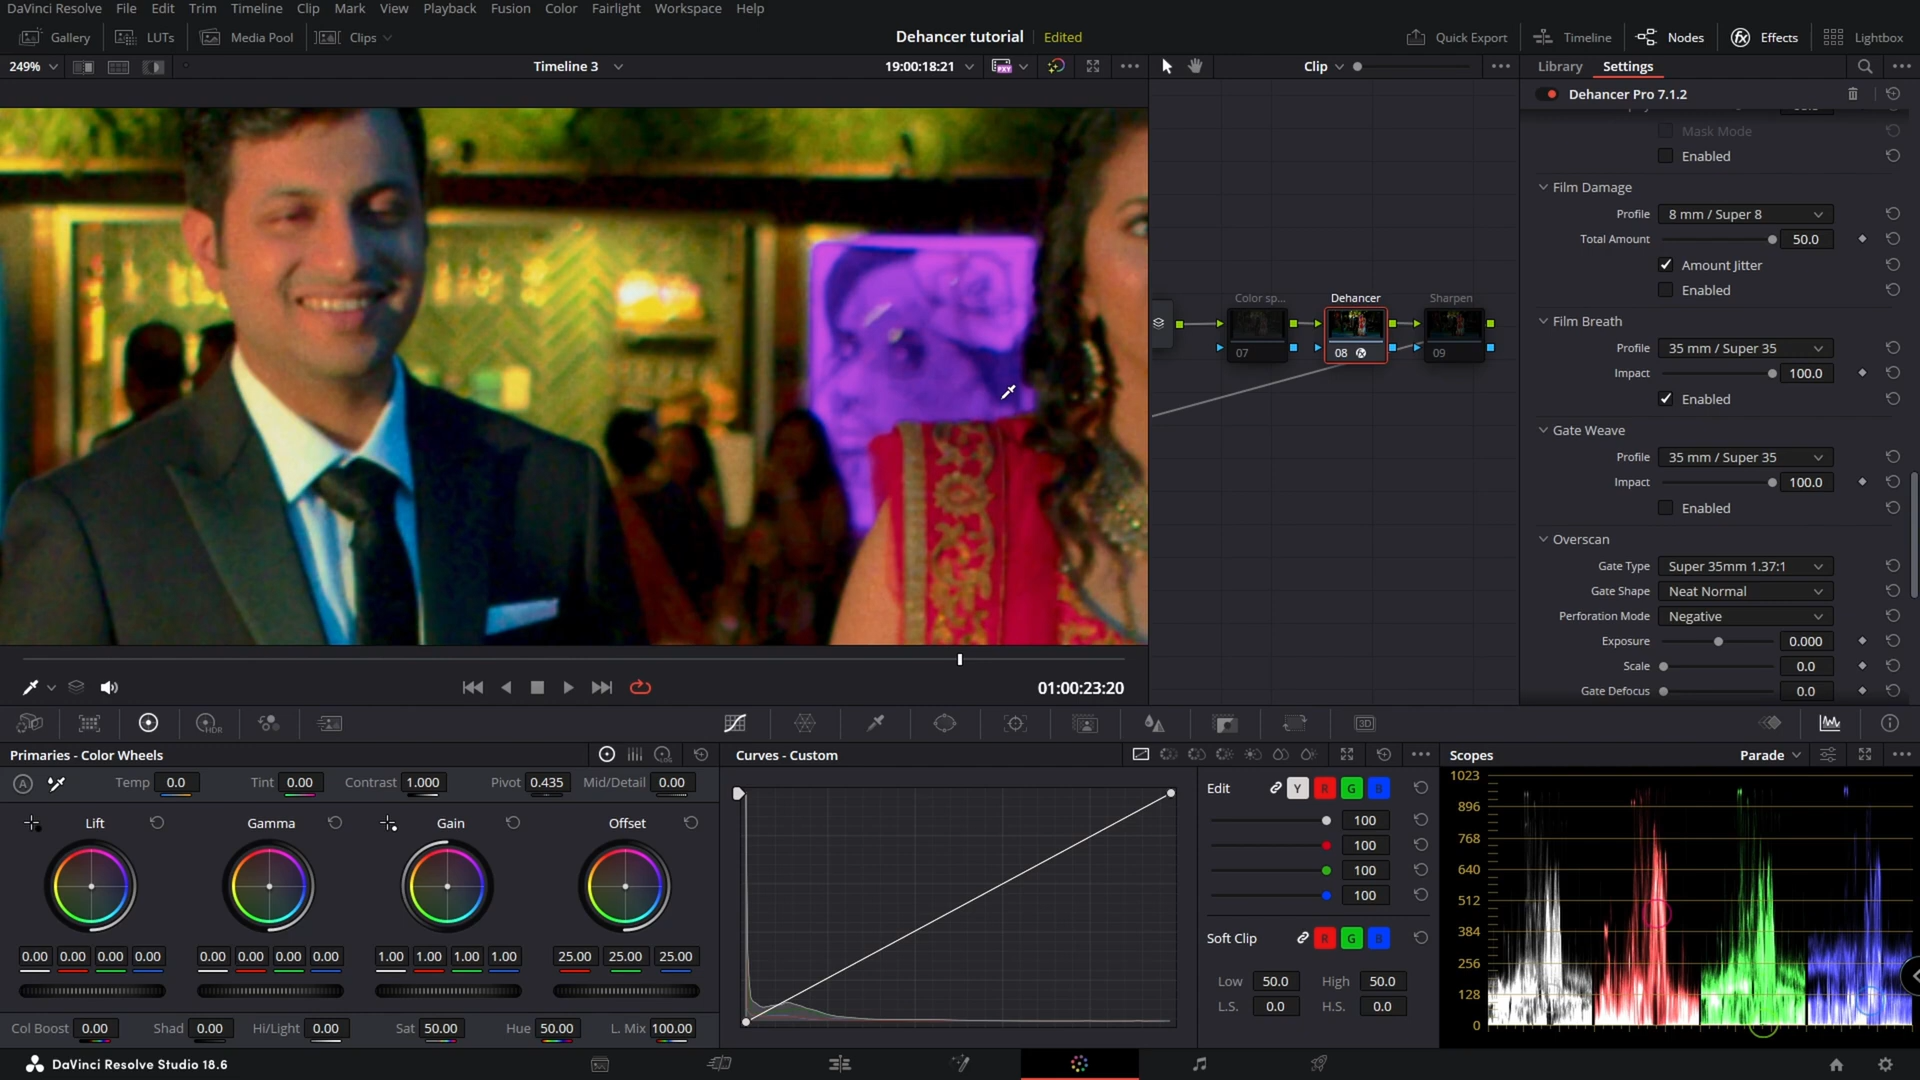 DaVinci Resolve File Edit Trim Timeline Clip Mark View Playback Fusion Color Fairlight Workspace Help
Gallery LUTs Media Pool Clips Dehancer tutorial Edited Quick Export Timeline Nodes Effects Lightbox
249% Timeline 3 19:00:18:21 PXY Clip Library Settings
Dehancer Pro 7.1.2
Mask Mode
Enabled
Film Damage
Profile 8 mm / Super 8
Total Amount 50.0
Amount Jitter
Enabled
Film Breath
Profile 35 mm / Super 35
Impact 100.0
Enabled
Gate Weave
Profile 35 mm / Super 35
Impact 100.0
Enabled
Overscan
Gate Type Super 35mm 1.37:1
Gate Shape Neat Normal
Perforation Mode Negative
Exposure 0.000
Scale 0.0
Gate Defocus 0.0
Color sp... Dehancer Sharpen
07 08 09
01:00:23:20
HDR 3D
Primaries - Color Wheels LOG
A Temp 0.0 Tint 0.00 Contrast 1.000 Pivot 0.435 Mid/Detail 0.00
Lift Gamma Gain Offset
0.00 0.00 0.00 0.00 0.00 0.00 0.00 0.00 1.00 1.00 1.00 1.00 25.00 25.00 25.00
Col Boost 0.00 Shad 0.00 Hi/Light 0.00 Sat 50.00 Hue 50.00 L. Mix 100.00
Curves - Custom
Edit Y R G B
100
100
100
100
Soft Clip R G B
Low 50.0 High 50.0
L.S. 0.0 H.S. 0.0
Scopes Parade
1023
896
768
640
512
384
256
128
0
DaVinci Resolve Studio 18.6